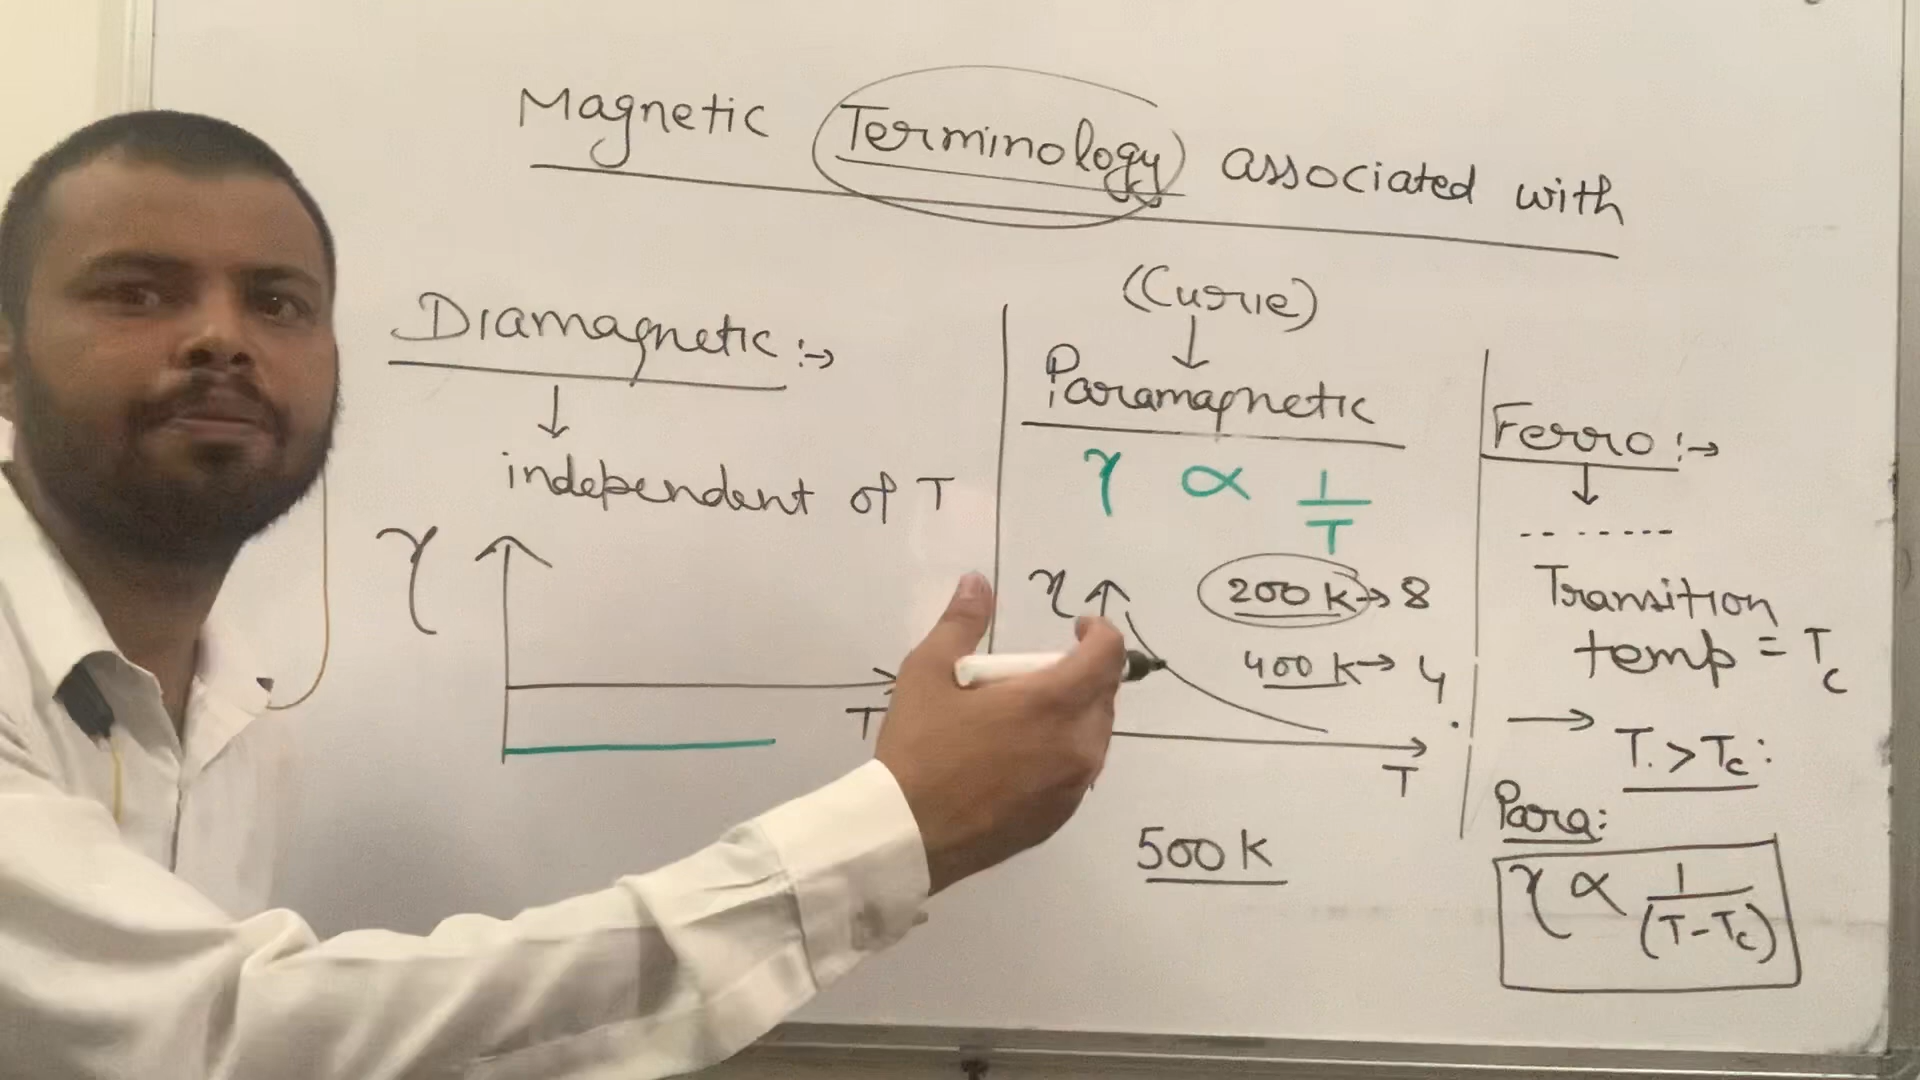 Magnetic Terminology associated with
Diamagnetic :→
↓
independent of T
χ
T
(Curie)
↓
Paramagnetic
χ ∝ 1/T
χ
200 K → 8
400 K → 4
T
500 K
Ferro :→
↓
- - - - - - -
Transition
temp = Tc
→ T > Tc :
Para:
χ ∝ 1/(T - Tc)